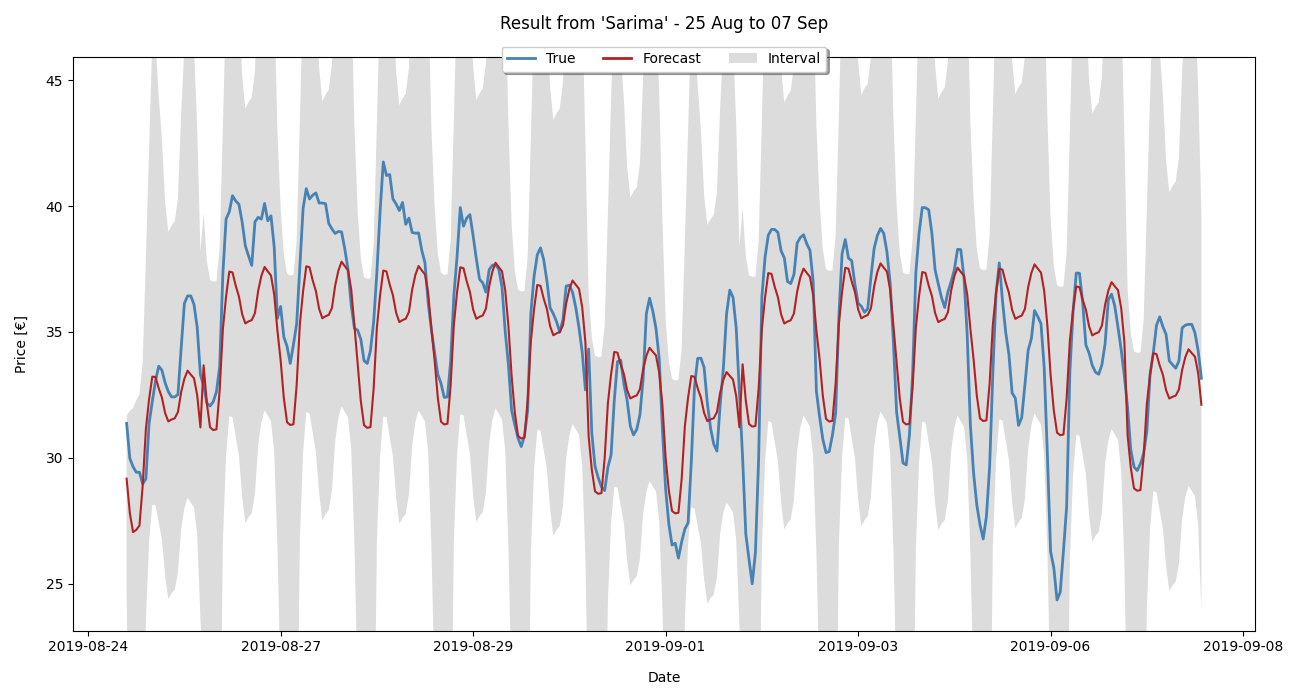 Result from 'Sarima' - 25 Aug to 07 Sep
True Forecast Interval
45
40
35
30
25
Price [€]
2019-08-24 2019-08-27 2019-08-29 2019-09-01 2019-09-03 2019-09-06 2019-09-08
Date